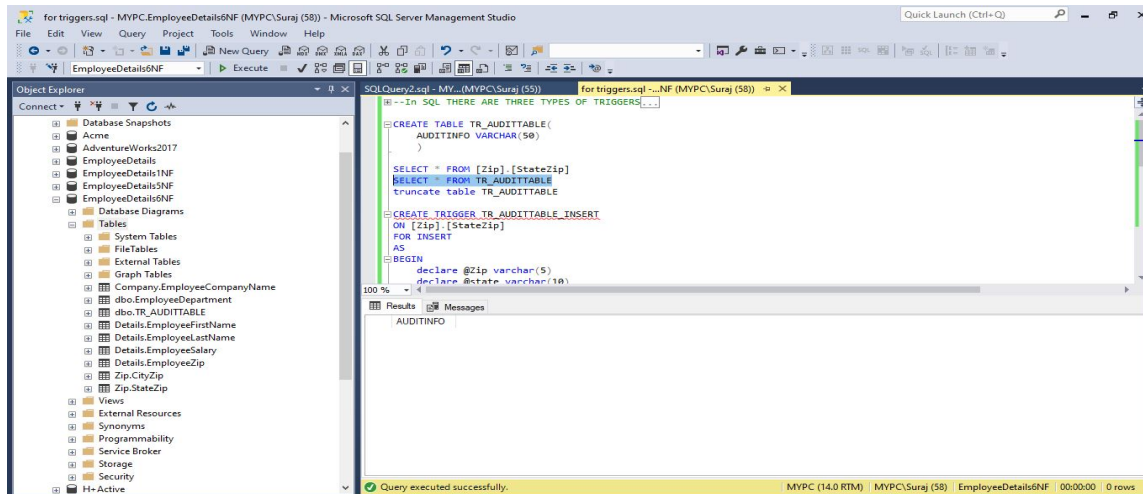 for triggers.sql - MYPC.EmployeeDetails6NF (MYPC\Suraj (58)) - Microsoft SQL Server Management Studio
Quick Launch (Ctrl+Q)
File Edit View Query Project Tools Window Help
New Query
EmployeeDetails6NF
Execute
Object Explorer
Connect
Database Snapshots
Acme
AdventureWorks2017
EmployeeDetails
EmployeeDetails1NF
EmployeeDetails5NF
EmployeeDetails6NF
Database Diagrams
Tables
System Tables
FileTables
External Tables
Graph Tables
Company.EmployeeCompanyName
dbo.EmployeeDepartment
dbo.TR_AUDITTABLE
Details.EmployeeFirstName
Details.EmployeeLastName
Details.EmployeeSalary
Details.EmployeeZip
Zip.CityZip
Zip.StateZip
Views
External Resources
Synonyms
Programmability
Service Broker
Storage
Security
H+Active
SQLQuery2.sql - MY...(MYPC\Suraj (55))
for triggers.sql -...NF (MYPC\Suraj (58))
--In SQL THERE ARE THREE TYPES OF TRIGGERS...
CREATE TABLE TR_AUDITTABLE(
AUDITINFO VARCHAR(50)
)
SELECT * FROM [Zip].[StateZip]
SELECT * FROM TR_AUDITTABLE
truncate table TR_AUDITTABLE
CREATE TRIGGER TR_AUDITTABLE_INSERT
ON [Zip].[StateZip]
FOR INSERT
AS
BEGIN
declare @Zip varchar(5)
declare @state varchar(10)
100 %
Results Messages
AUDITINFO
Query executed successfully.
MYPC (14.0 RTM) MYPC\Suraj (58) EmployeeDetails6NF 00:00:00 0 rows